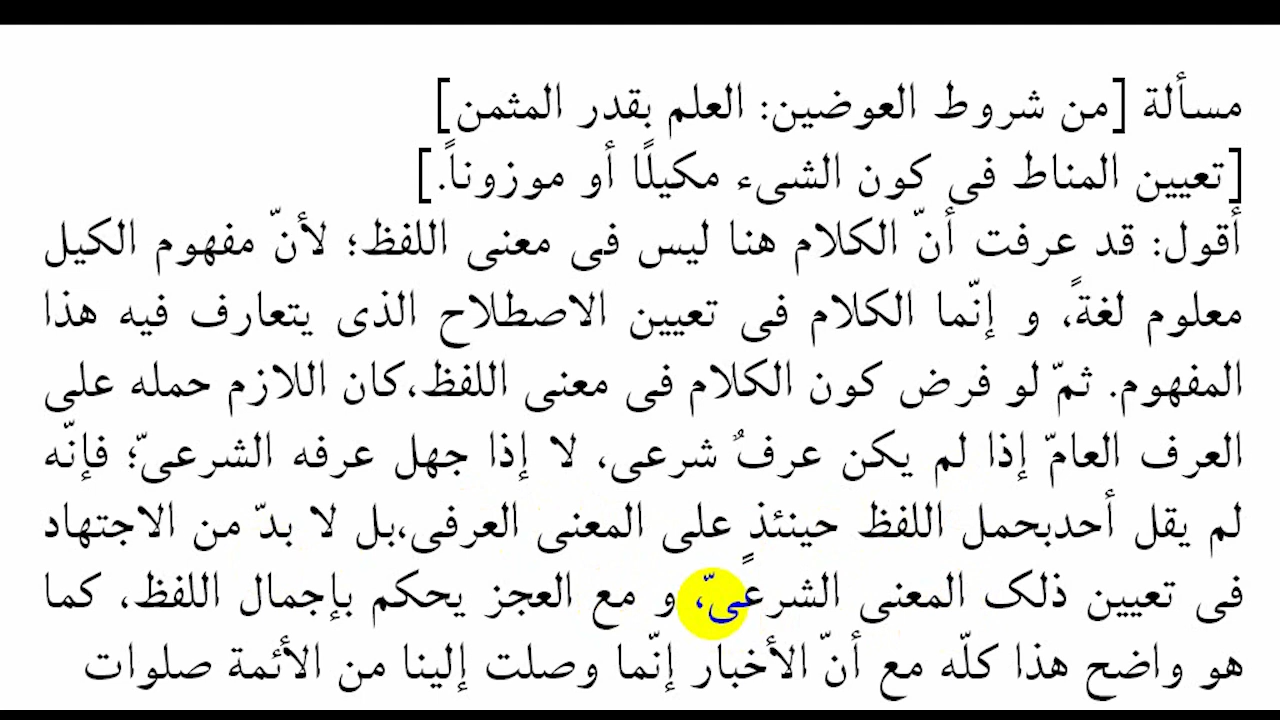 مسألة [من شروط العوضين: العلم بقدر المثمن]
[تعيين المناط فى كون الشىء مكيلًا أو موزوناً.]
أقول: قد عرفت أنّ الكلام هنا ليس فى معنى اللفظ؛ لأنّ مفهوم الكيل
معلوم لغةً، و إنّما الكلام فى تعيين الاصطلاح الذى يتعارف فيه هذا
المفهوم. ثمّ لو فرض كون الكلام فى معنى اللفظ،كان اللازم حمله على
العرف العامّ إذا لم يكن عرفٌ شرعى، لا إذا جهل عرفه الشرعىّ؛ فإنّه
لم يقل أحدبحمل اللفظ حينئذٍ على المعنى العرفى،بل لا بدّ من الاجتهاد
فى تعيين ذلک المعنى الشرعىّ، و مع العجز يحكم بإجمال اللفظ، كما
هو واضح هذا كلّه مع أنّ الأخبار إنّما وصلت إلينا من الأئمة صلوات